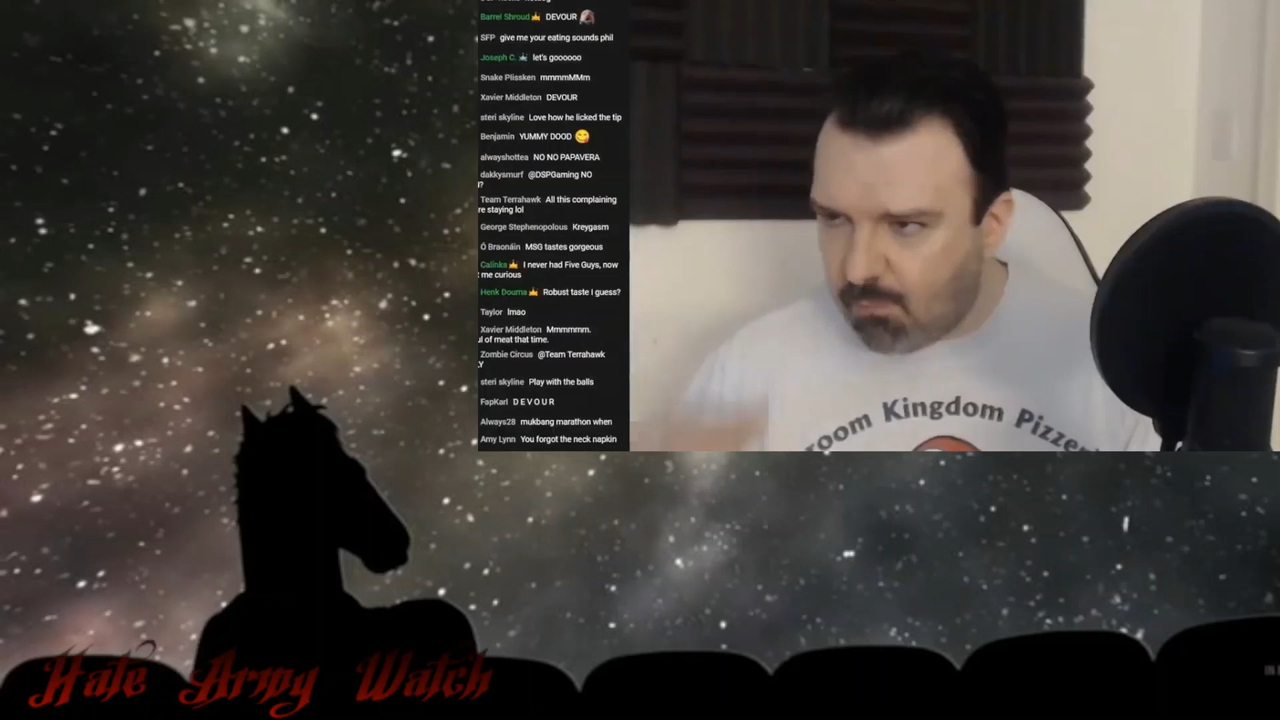 Barrel Shroud DEVOUR
SFP give me your eating sounds phil
Joseph C. let's goooooo
Snake Plissken mmmmMMm
Xavier Middleton DEVOUR
steri skyline Love how he licked the tip
Benjamin YUMMY DOOD
alwayshottea NO NO PAPAVERA
dakkysmurf @DSPGaming NO
?
Team Terrahawk All this complaining
re staying lol
George Stephenopolous Kreygasm
Ó Braonáin MSG tastes gorgeous
Calinks I never had Five Guys, now
me curious
Henk Douma Robust taste I guess?
Taylor lmao
Xavier Middleton Mmmmmm.
of meat that time.
Zombie Circus @Team Terrahawk
steri skyline Play with the balls
FapKarl D E V O U R
Always28 mukbang marathon when
Amy Lynn You forgot the neck napkin
room Kingdom Pizzeri
Hate Army Watch